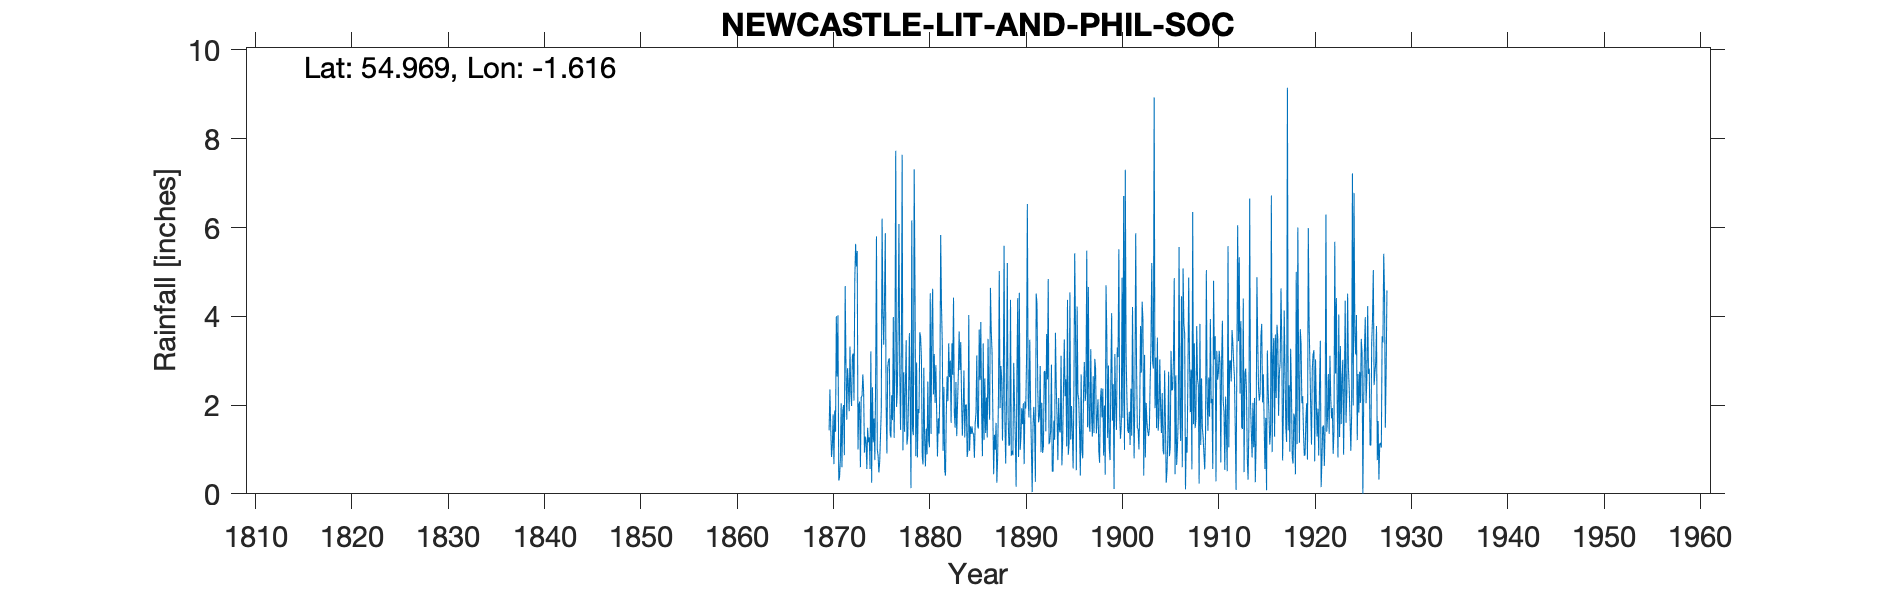 NEWCASTLE-LIT-AND-PHIL-SOC
Lat: 54.969, Lon: -1.616
10
8
6
4
2
0
Rainfall [inches]
1810 1820 1830 1840 1850 1860 1870 1880 1890 1900 1910 1920 1930 1940 1950 1960
Year